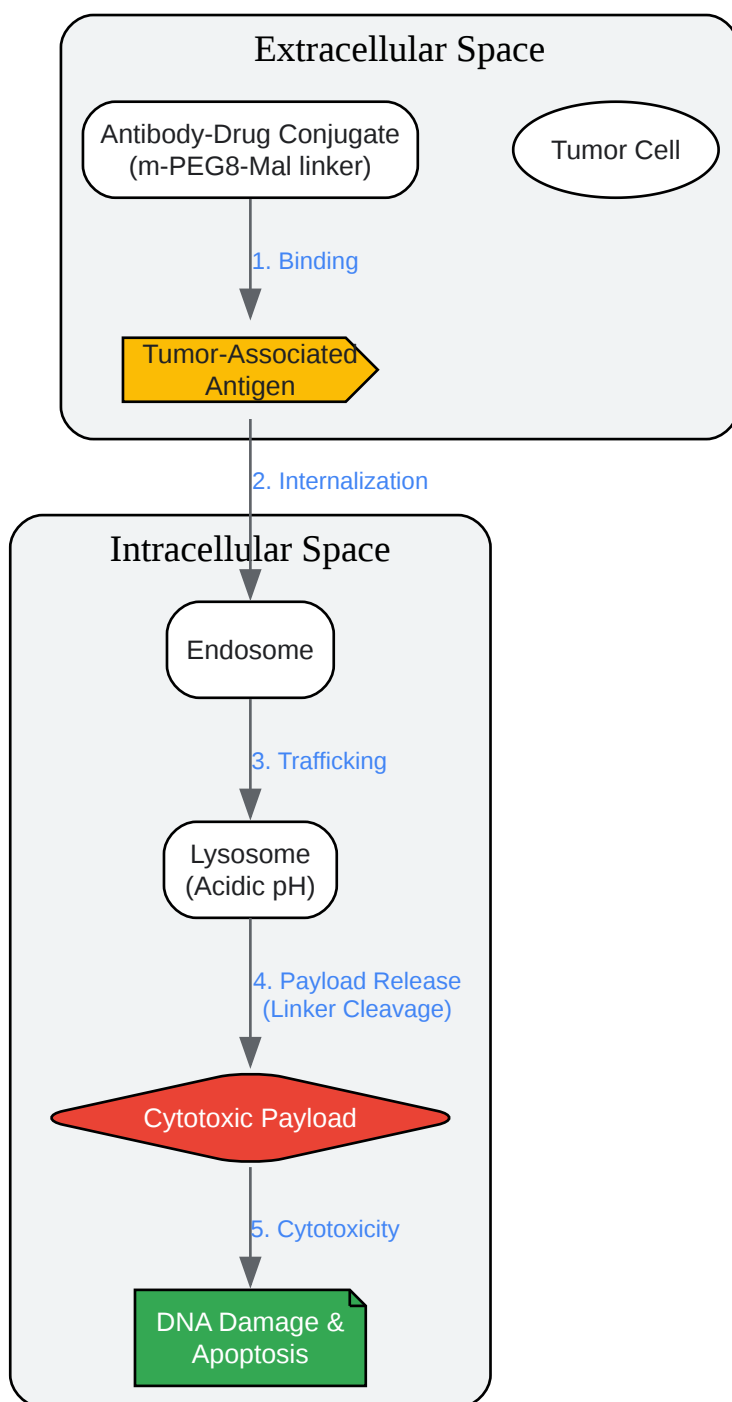 Extracellular Space
Antibody-Drug Conjugate
(m-PEG8-Mal linker)
Tumor Cell
1. Binding
Tumor-Associated
Antigen
2. Internalization
Intracellular Space
Endosome
3. Trafficking
Lysosome
(Acidic pH)
4. Payload Release
(Linker Cleavage)
Cytotoxic Payload
5. Cytotoxicity
DNA Damage &
Apoptosis